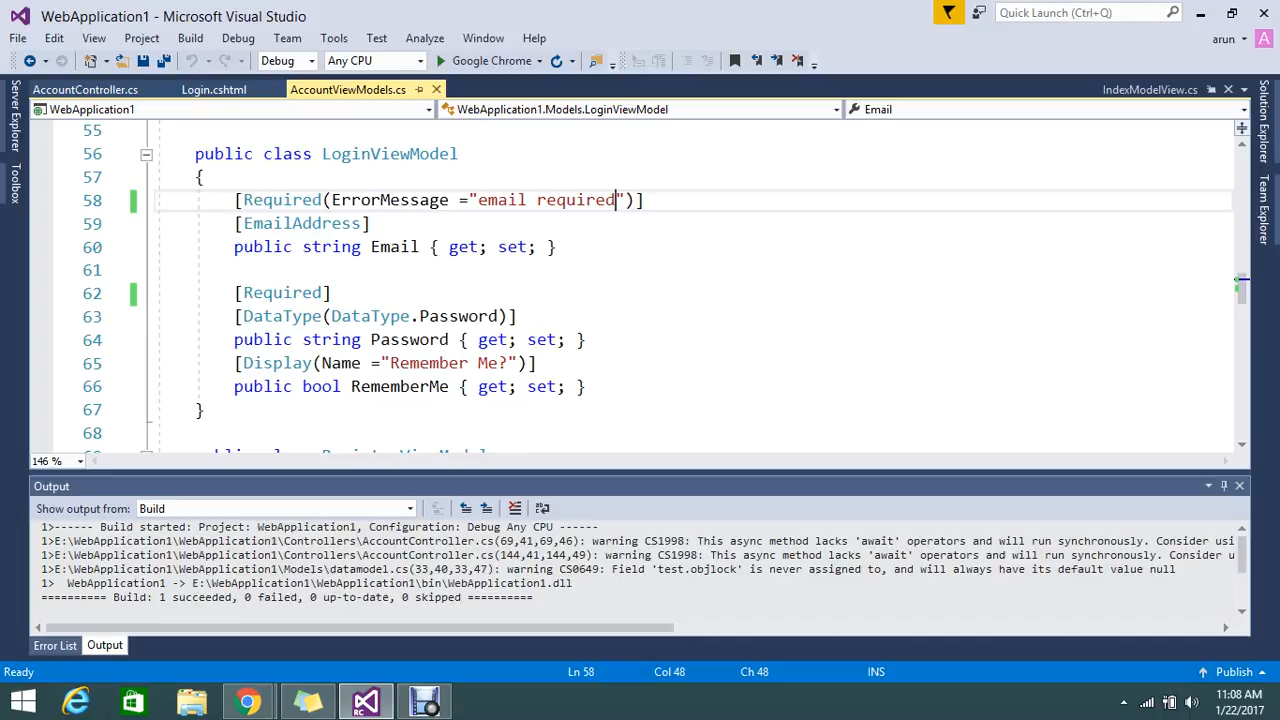 WebApplication1 - Microsoft Visual Studio
Quick Launch (Ctrl+Q)
File Edit View Project Build Debug Team Tools Test Analyze Window Help
arun A
Debug Any CPU Google Chrome
AccountController.cs Login.cshtml AccountViewModels.cs IndexModelView.cs
WebApplication1 WebApplication1.Models.LoginViewModel Email
Server Explorer
Toolbox
Solution Explorer
Team Explorer
55
56 public class LoginViewModel
57 {
58 [Required(ErrorMessage ="email required")]
59 [EmailAddress]
60 public string Email { get; set; }
61
62 [Required]
63 [DataType(DataType.Password)]
64 public string Password { get; set; }
65 [Display(Name ="Remember Me?")]
66 public bool RememberMe { get; set; }
67 }
68
146 %
Output
Show output from: Build
1>------ Build started: Project: WebApplication1, Configuration: Debug Any CPU ------
1>E:\WebApplication1\WebApplication1\Controllers\AccountController.cs(69,41,69,46): warning CS1998: This async method lacks 'await' operators and will run synchronously. Consider usi
1>E:\WebApplication1\WebApplication1\Controllers\AccountController.cs(144,41,144,49): warning CS1998: This async method lacks 'await' operators and will run synchronously. Consider u
1>E:\WebApplication1\WebApplication1\Models\datamodel.cs(33,40,33,47): warning CS0649: Field 'test.objlock' is never assigned to, and will always have its default value null
1> WebApplication1 -> E:\WebApplication1\WebApplication1\bin\WebApplication1.dll
========== Build: 1 succeeded, 0 failed, 0 up-to-date, 0 skipped ==========
Error List Output
Ready Ln 58 Col 48 Ch 48 INS Publish
RC
11:08 AM
1/22/2017